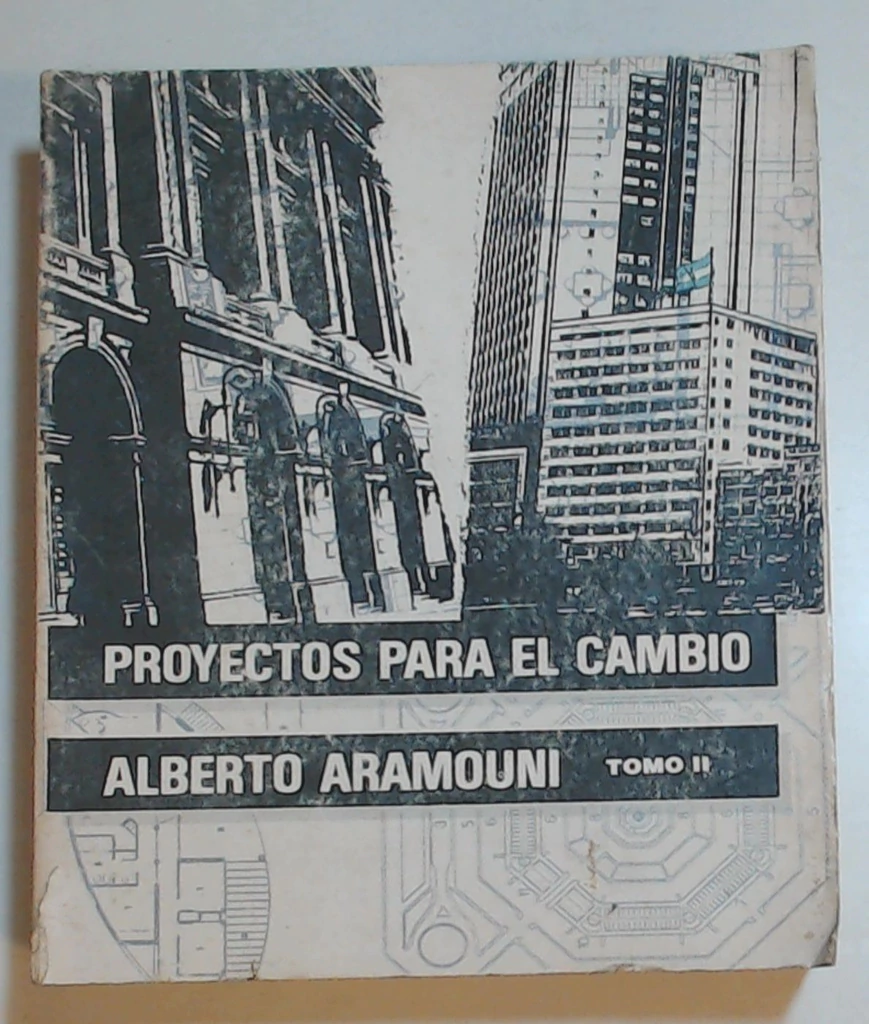 PROYECTOS PARA EL CAMBIO
ALBERTO ARAMOUNI TOMO II